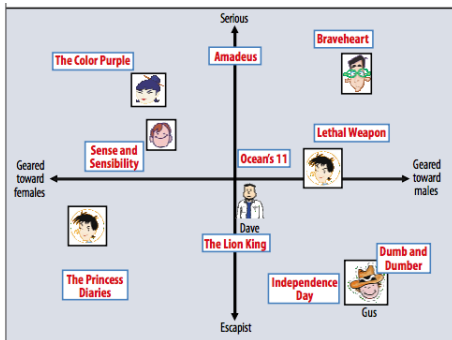 Serious
Braveheart
Amadeus
The Color Purple
Lethal Weapon
Sense and
Sensibility
Ocean's 11
Geared
toward
females
Geared
toward
males
Dave
The Lion King
Dumb and
Dumber
The Princess
Diaries
Independence
Day
Gus
Escapist